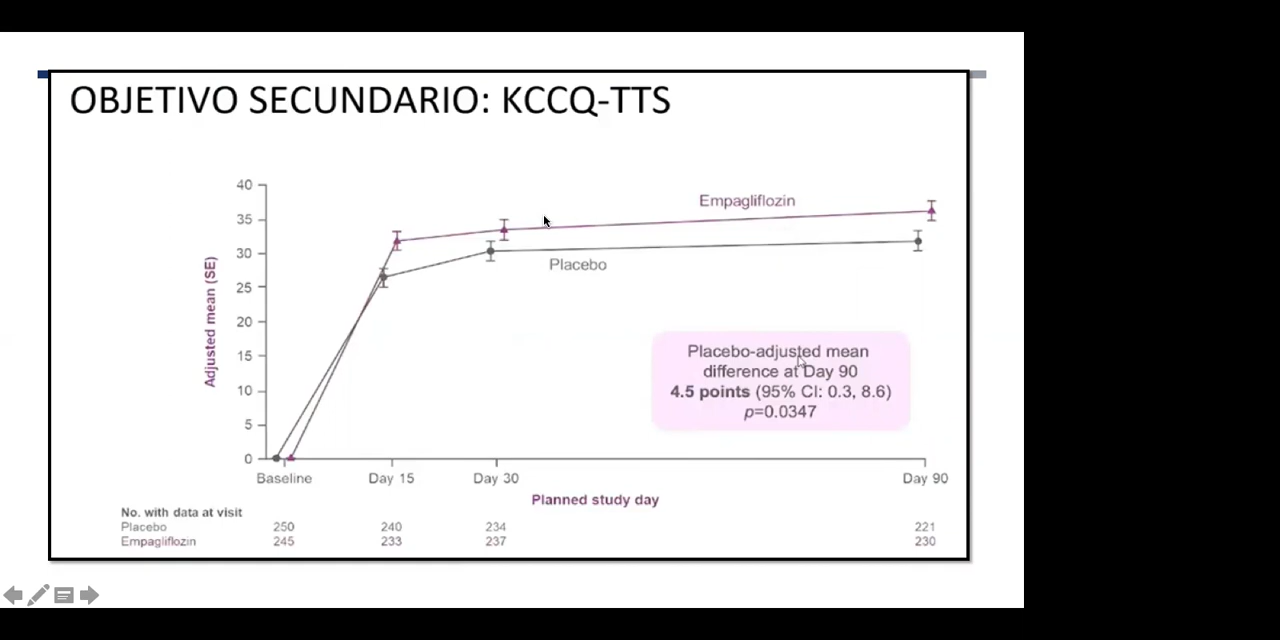 OBJETIVO SECUNDARIO: KCCQ-TTS
40
35
30
25
20
15
10
5
0
Adjusted mean (SE)
Empagliflozin
Placebo
Placebo-adjusted mean
difference at Day 90
4.5 points (95% CI: 0.3, 8.6)
p=0.0347
Baseline Day 15 Day 30 Day 90
Planned study day
No. with data at visit
Placebo 250 240 234 221
Empagliflozin 245 233 237 230